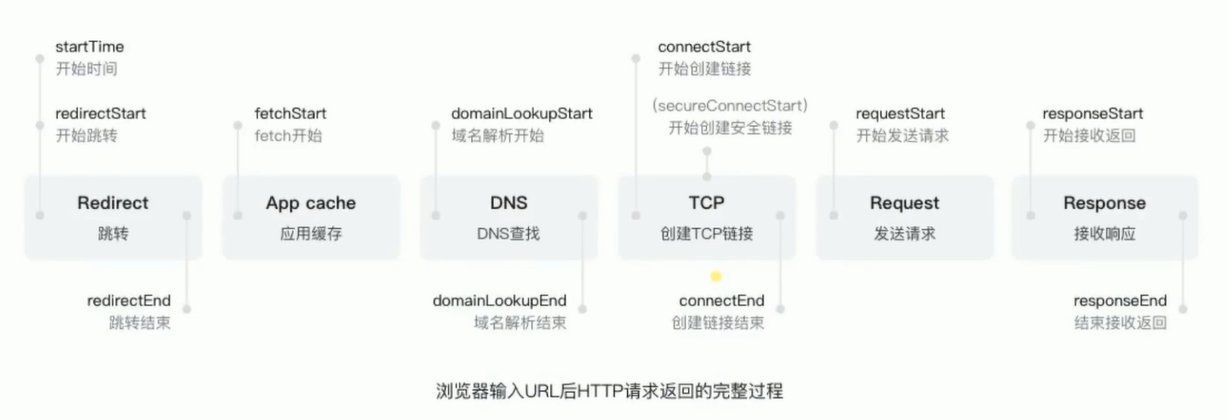 startTime
开始时间
redirectStart
开始跳转
fetchStart
fetch开始
domainLookupStart
域名解析开始
connectStart
开始创建链接
(secureConnectStart)
开始创建安全链接
requestStart
开始发送请求
responseStart
开始接收返回
Redirect
跳转
App cache
应用缓存
DNS
DNS查找
TCP
创建TCP链接
Request
发送请求
Response
接收响应
redirectEnd
跳转结束
domainLookupEnd
域名解析结束
connectEnd
创建链接结束
responseEnd
结束接收返回
浏览器输入URL后HTTP请求返回的完整过程